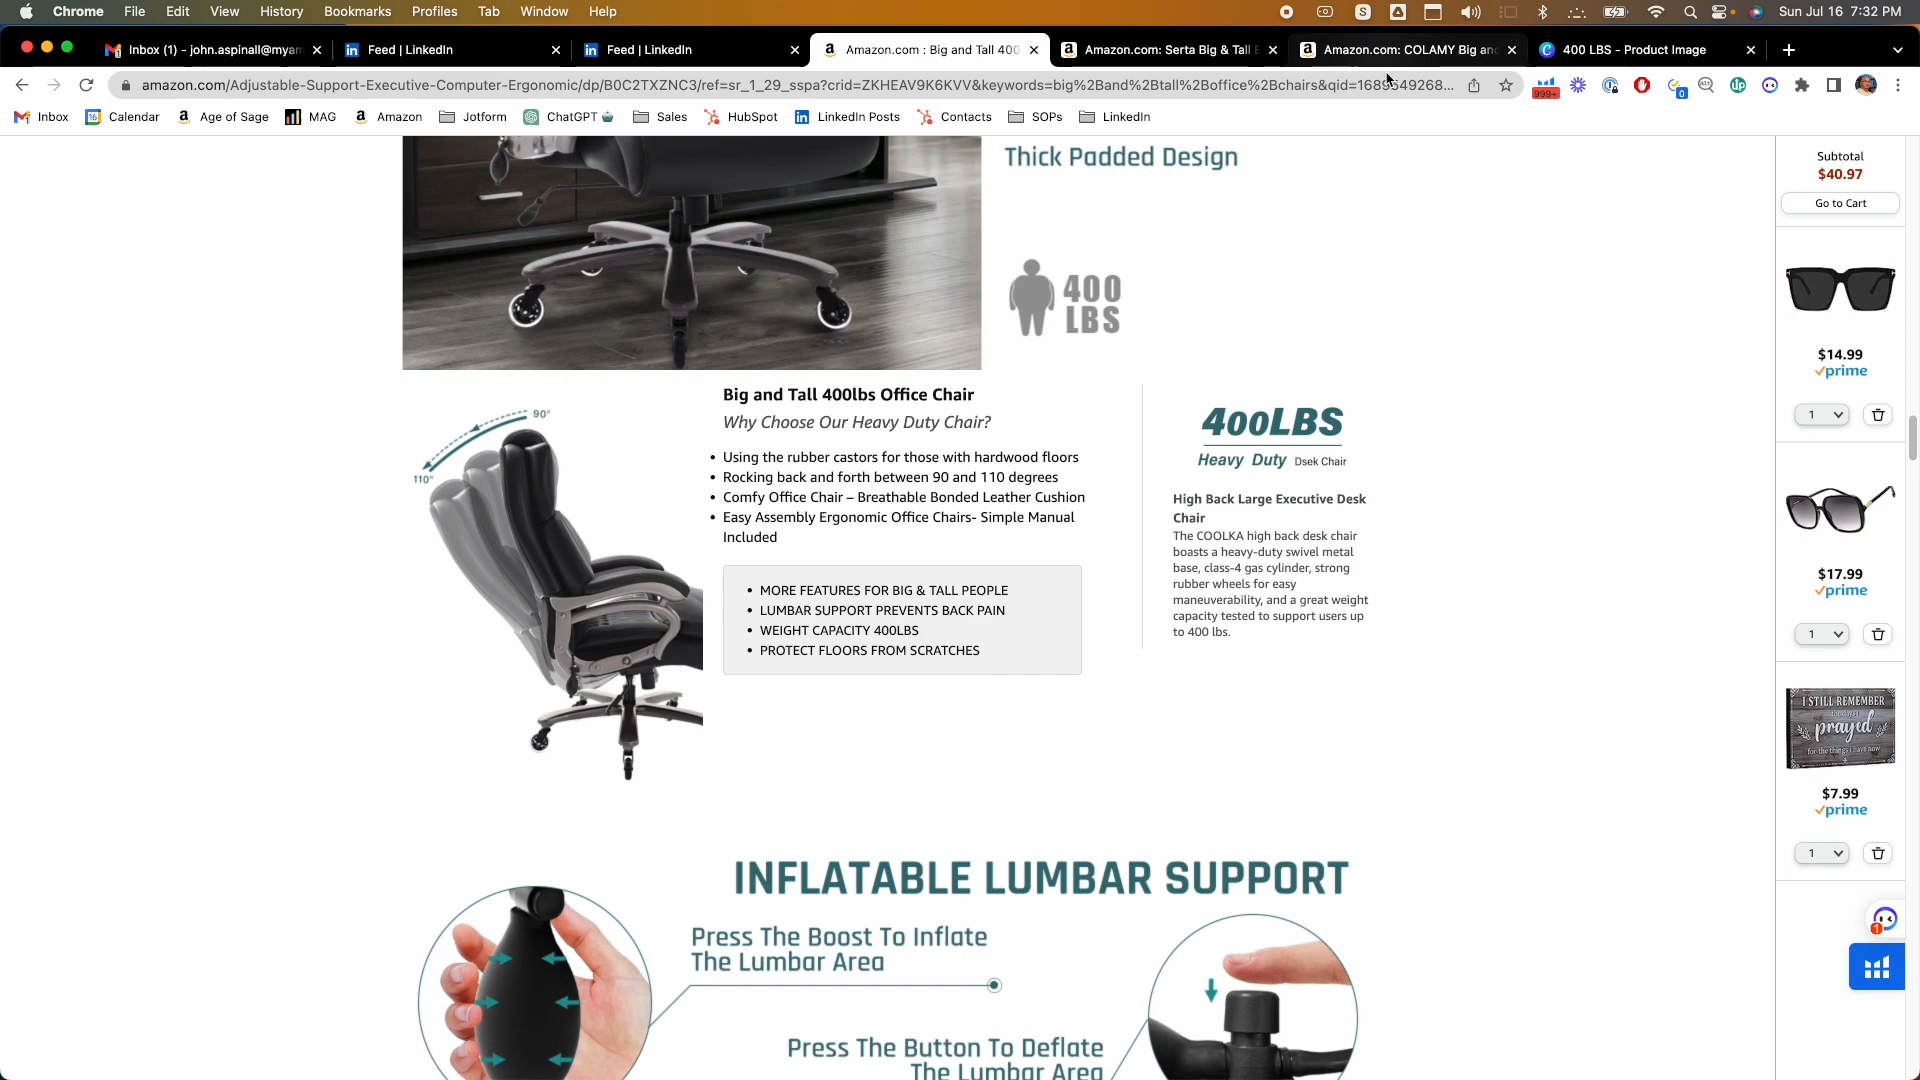 Chrome File Edit View History Bookmarks Profiles Tab Window Help
Sun Jul 16 7:32 PM
Inbox (1) - john.aspinall@myam
Feed | LinkedIn
Feed | LinkedIn
Amazon.com : Big and Tall 400
Amazon.com: Serta Big & Tall E
Amazon.com: COLAMY Big an
400 LBS - Product Image
amazon.com/Adjustable-Support-Executive-Computer-Ergonomic/dp/B0C2TXZNC3/ref=sr_1_29_sspa?crid=ZKHEAV9K6KVV&keywords=big%2Band%2Btall%2Boffice%2Bchairs&qid=1689549268...
999+
0
Inbox
16 Calendar
Age of Sage
MAG
Amazon
Jotform
ChatGPT
Sales
HubSpot
LinkedIn Posts
Contacts
SOPs
LinkedIn
Thick Padded Design
400
LBS
90°
110°
Big and Tall 400lbs Office Chair
Why Choose Our Heavy Duty Chair?
• Using the rubber castors for those with hardwood floors
• Rocking back and forth between 90 and 110 degrees
• Comfy Office Chair – Breathable Bonded Leather Cushion
• Easy Assembly Ergonomic Office Chairs- Simple Manual
Included
• MORE FEATURES FOR BIG & TALL PEOPLE
• LUMBAR SUPPORT PREVENTS BACK PAIN
• WEIGHT CAPACITY 400LBS
• PROTECT FLOORS FROM SCRATCHES
400LBS
Heavy Duty Dsek Chair
High Back Large Executive Desk
Chair
The COOLKA high back desk chair
boasts a heavy-duty swivel metal
base, class-4 gas cylinder, strong
rubber wheels for easy
maneuverability, and a great weight
capacity tested to support users up
to 400 lbs.
INFLATABLE LUMBAR SUPPORT
Press The Boost To Inflate
The Lumbar Area
Press The Button To Deflate
The Lumbar Area
Subtotal
$40.97
Go to Cart
$14.99
prime
1
$17.99
prime
1
I STILL REMEMBER
prayed
for the things i have now
$7.99
prime
1
1